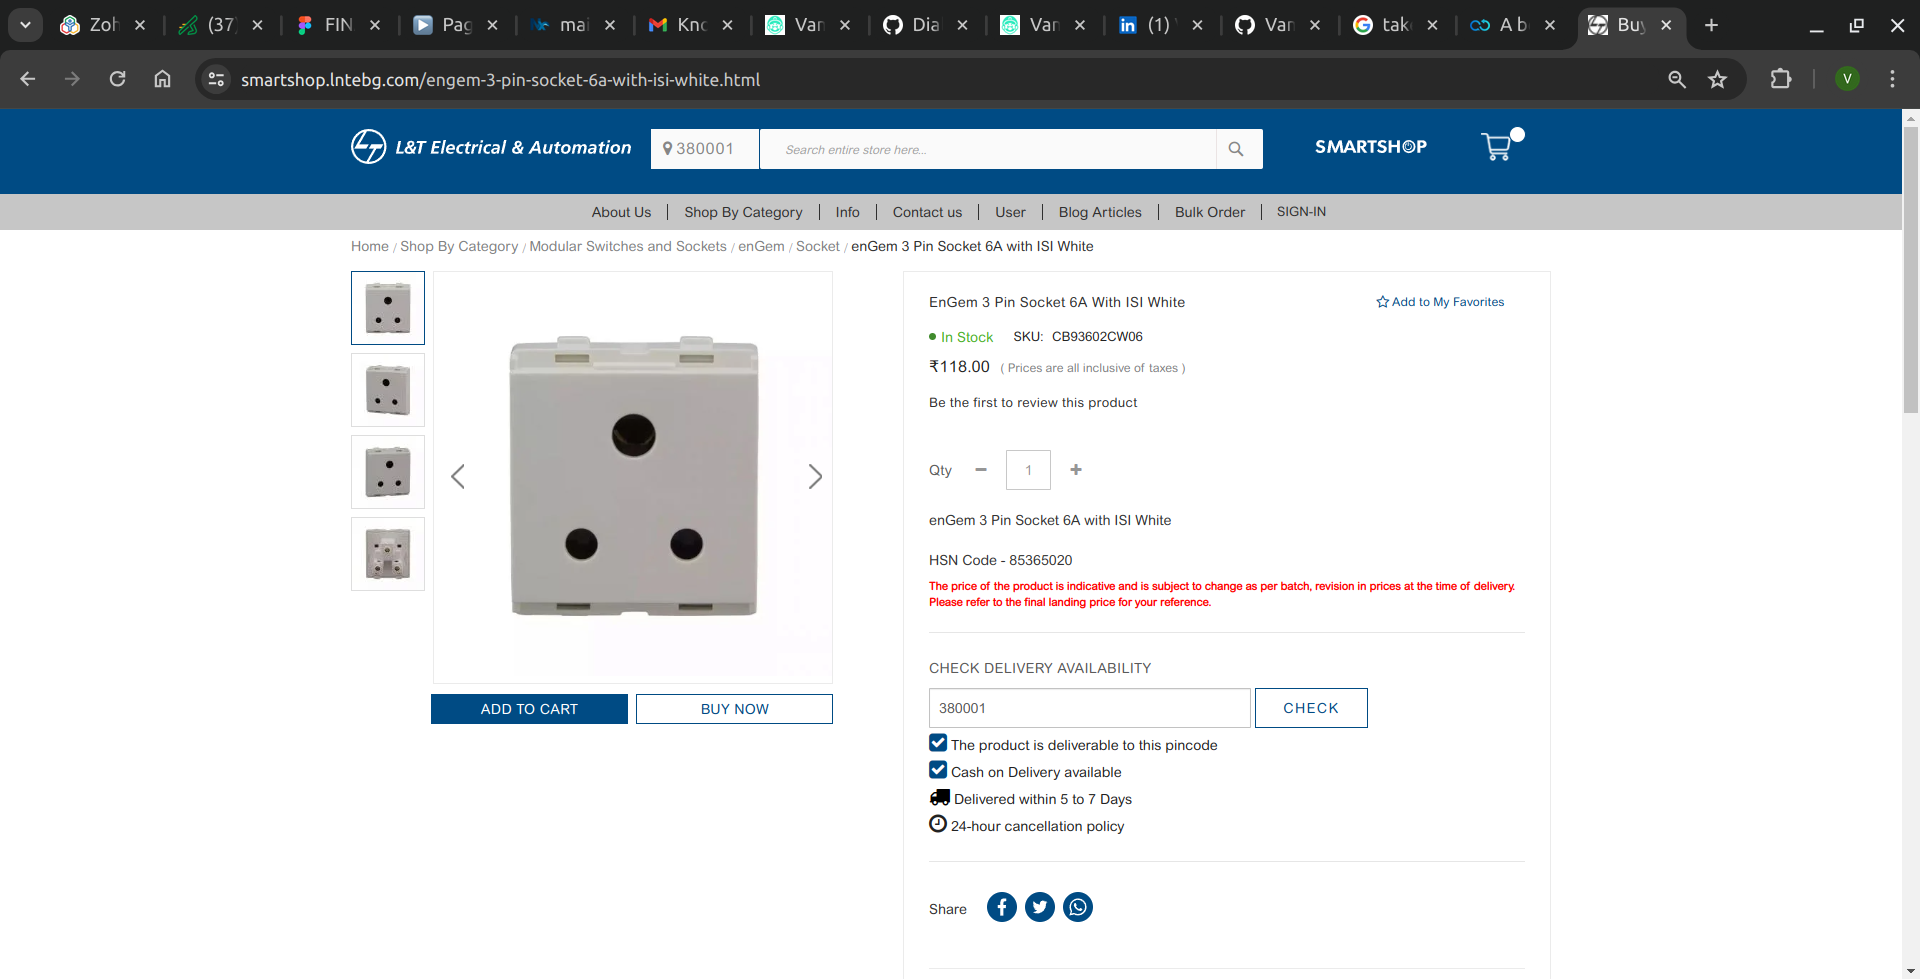 Zoh
(37
FIN
Pag
mai
Knc
Van
Dia
Van
in (1)
Van
tak
A b
Buy
smartshop.lntebg.com/engem-3-pin-socket-6a-with-isi-white.html
V
L&T Electrical & Automation
380001
Search entire store here...
SMARTSHOP
About Us
Shop By Category
Info
Contact us
User
Blog Articles
Bulk Order
SIGN-IN
Home / Shop By Category / Modular Switches and Sockets / enGem / Socket / enGem 3 Pin Socket 6A with ISI White
EnGem 3 Pin Socket 6A With ISI White
Add to My Favorites
In Stock SKU: CB93602CW06
₹118.00 ( Prices are all inclusive of taxes )
Be the first to review this product
Qty − 1 +
enGem 3 Pin Socket 6A with ISI White
HSN Code - 85365020
The price of the product is indicative and is subject to change as per batch, revision in prices at the time of delivery.
Please refer to the final landing price for your reference.
ADD TO CART
BUY NOW
CHECK DELIVERY AVAILABILITY
380001
CHECK
The product is deliverable to this pincode
Cash on Delivery available
Delivered within 5 to 7 Days
24-hour cancellation policy
Share